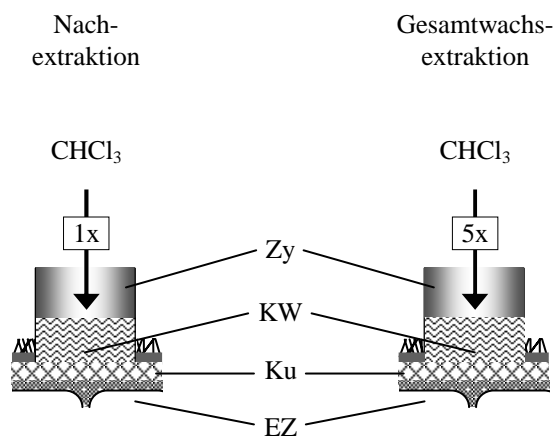 Nach-
extraktion
Gesamtwachs-
extraktion
CHCl₃
CHCl₃
1x
5x
Zy
KW
Ku
EZ